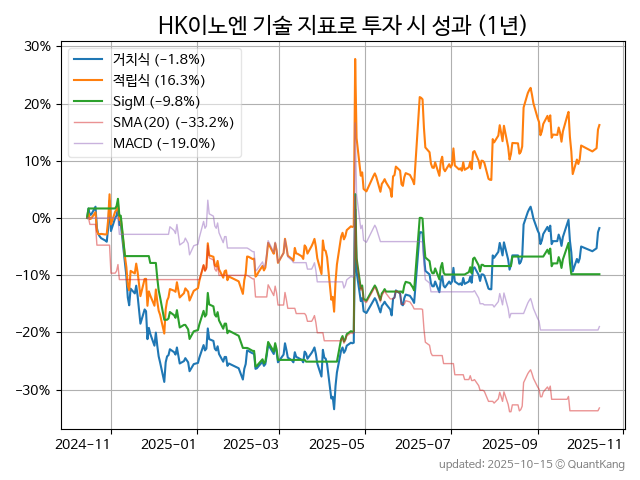 HK이노엔 기술 지표로 투자 시 성과 (1년)
30%
20%
10%
0%
−10%
−20%
−30%
거치식 (−1.8%)
적립식 (16.3%)
SigM (−9.8%)
SMA(20) (−33.2%)
MACD (−19.0%)
2024-11
2025-01
2025-03
2025-05
2025-07
2025-09
2025-11
updated: 2025-10-15 © QuantKang